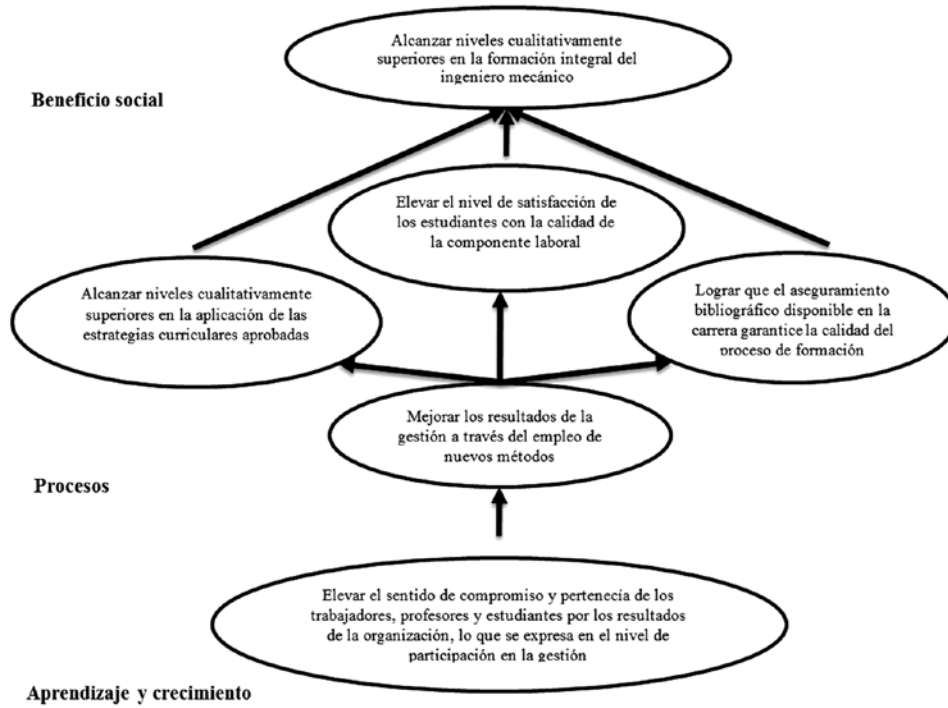 Alcanzar niveles cualitativamente
superiores en la formación integral del
ingeniero mecánico
Beneficio social
Elevar el nivel de satisfacción de
los estudiantes con la calidad de
la componente laboral
Alcanzar niveles cualitativamente
superiores en la aplicación de las
estrategias curriculares aprobadas
Lograr que el aseguramiento
bibliográfico disponible en la
carrera garantice la calidad del
proceso de formación
Mejorar los resultados de la
gestión a través del empleo de
nuevos métodos
Procesos
Elevar el sentido de compromiso y pertenecía de los
trabajadores, profesores y estudiantes por los resultados
de la organización, lo que se expresa en el nivel de
participación en la gestión
Aprendizaje y crecimiento